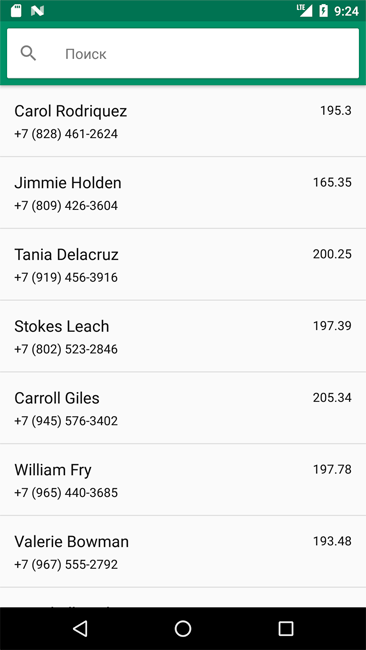 LTE 9:24
Поиск
Carol Rodriquez 195.3
+7 (828) 461-2624
Jimmie Holden 165.35
+7 (809) 426-3604
Tania Delacruz 200.25
+7 (919) 456-3916
Stokes Leach 197.39
+7 (802) 523-2846
Carroll Giles 205.34
+7 (945) 576-3402
William Fry 197.78
+7 (965) 440-3685
Valerie Bowman 193.48
+7 (967) 555-2792